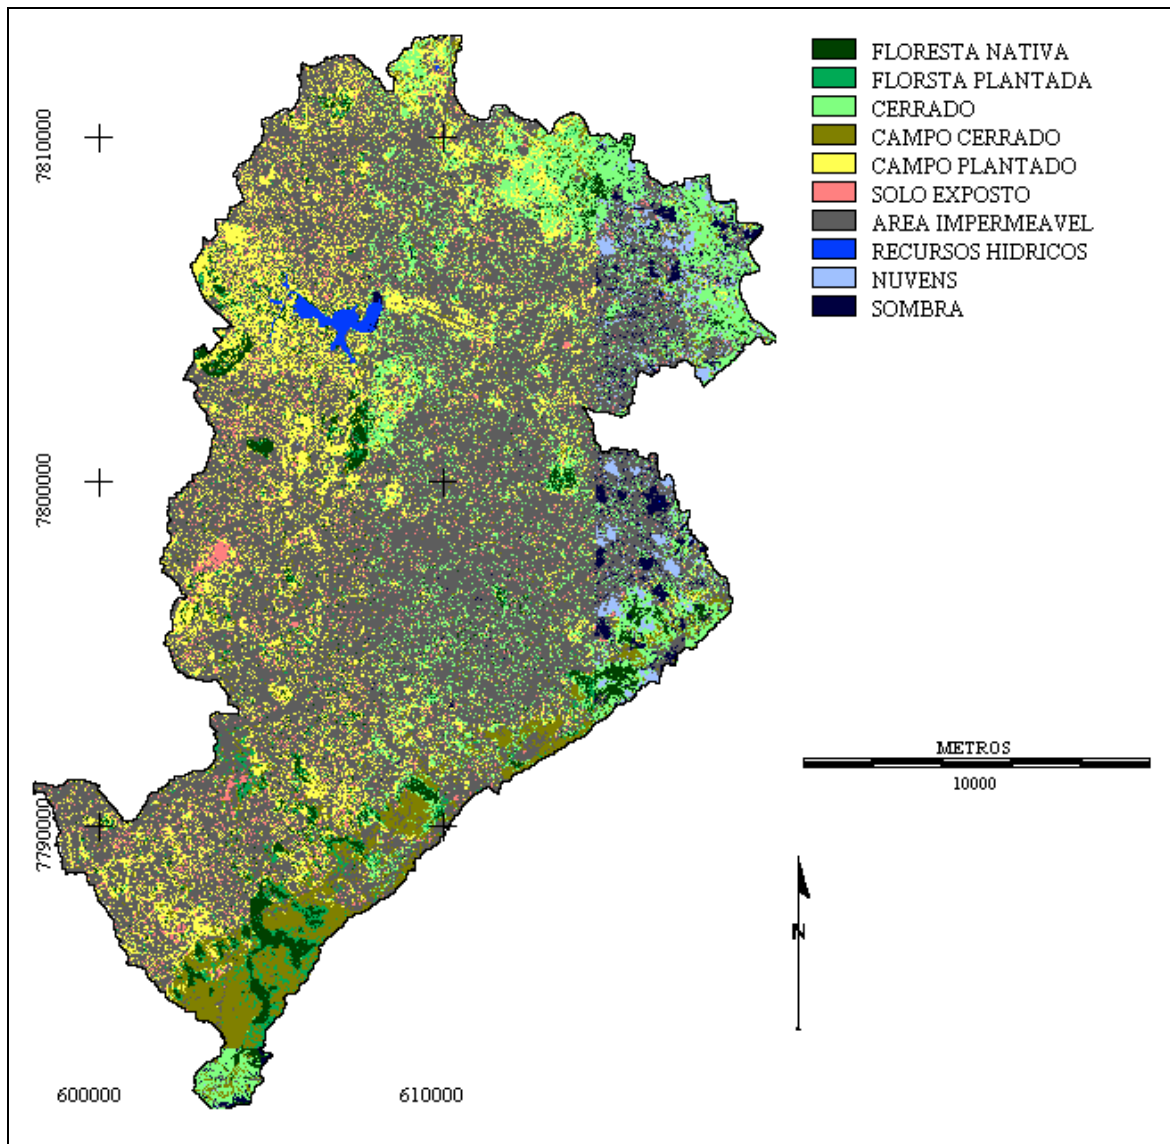 FLORESTA NATIVA
FLORSTA PLANTADA
CERRADO
CAMPO CERRADO
CAMPO PLANTADO
SOLO EXPOSTO
AREA IMPERMEAVEL
RECURSOS HIDRICOS
NUVENS
SOMBRA
7810000
7800000
7790000
600000
610000
METROS
10000
N